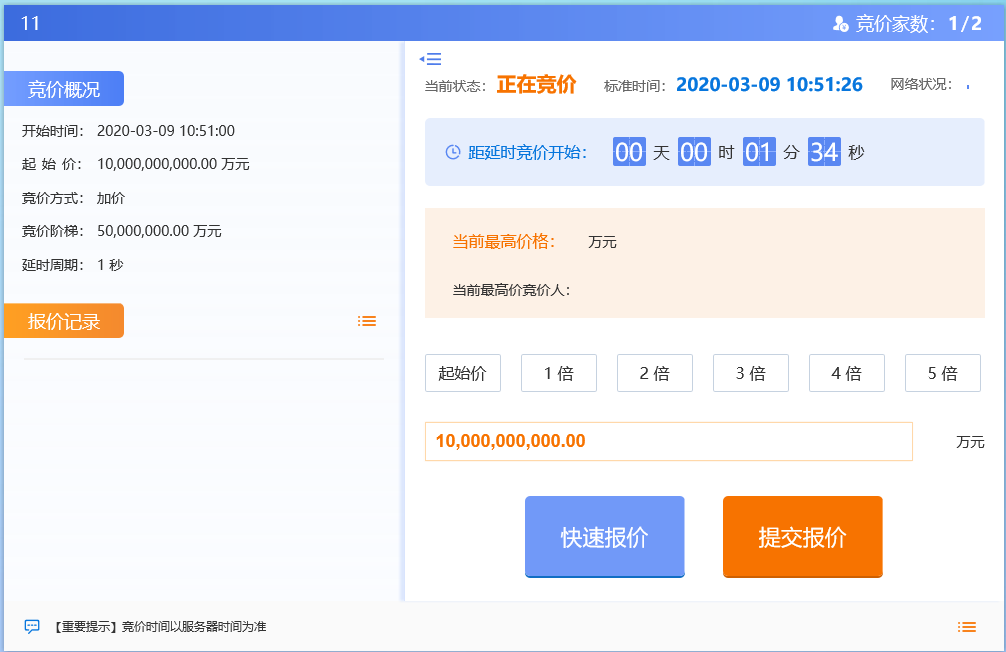 11
竞价家数: 1/2
竞价概况
开始时间: 2020-03-09 10:51:00
起 始 价: 10,000,000,000.00 万元
竞价方式: 加价
竞价阶梯: 50,000,000.00 万元
延时周期: 1 秒
报价记录
当前状态: 正在竞价 标准时间: 2020-03-09 10:51:26 网络状况:
距延时竞价开始: 00 天 00 时 01 分 34 秒
当前最高价格: 万元
当前最高价竞价人:
起始价 1 倍 2 倍 3 倍 4 倍 5 倍
10,000,000,000.00 万元
快速报价 提交报价
【重要提示】竞价时间以服务器时间为准